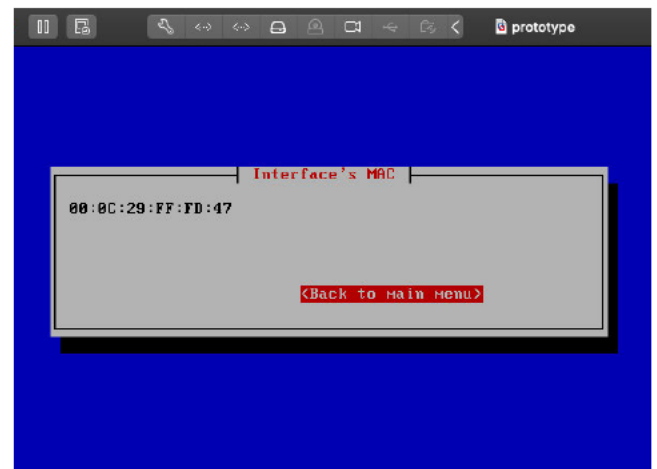 prototype
Interface's MAC
00:0C:29:FF:FD:47
<Back to main menu>